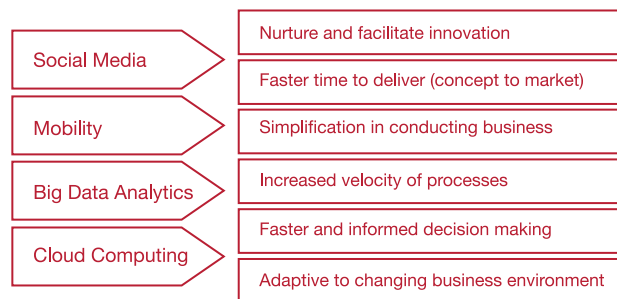 Social Media
Mobility
Big Data Analytics
Cloud Computing
Nurture and facilitate innovation
Faster time to deliver (concept to market)
Simplification in conducting business
Increased velocity of processes
Faster and informed decision making
Adaptive to changing business environment